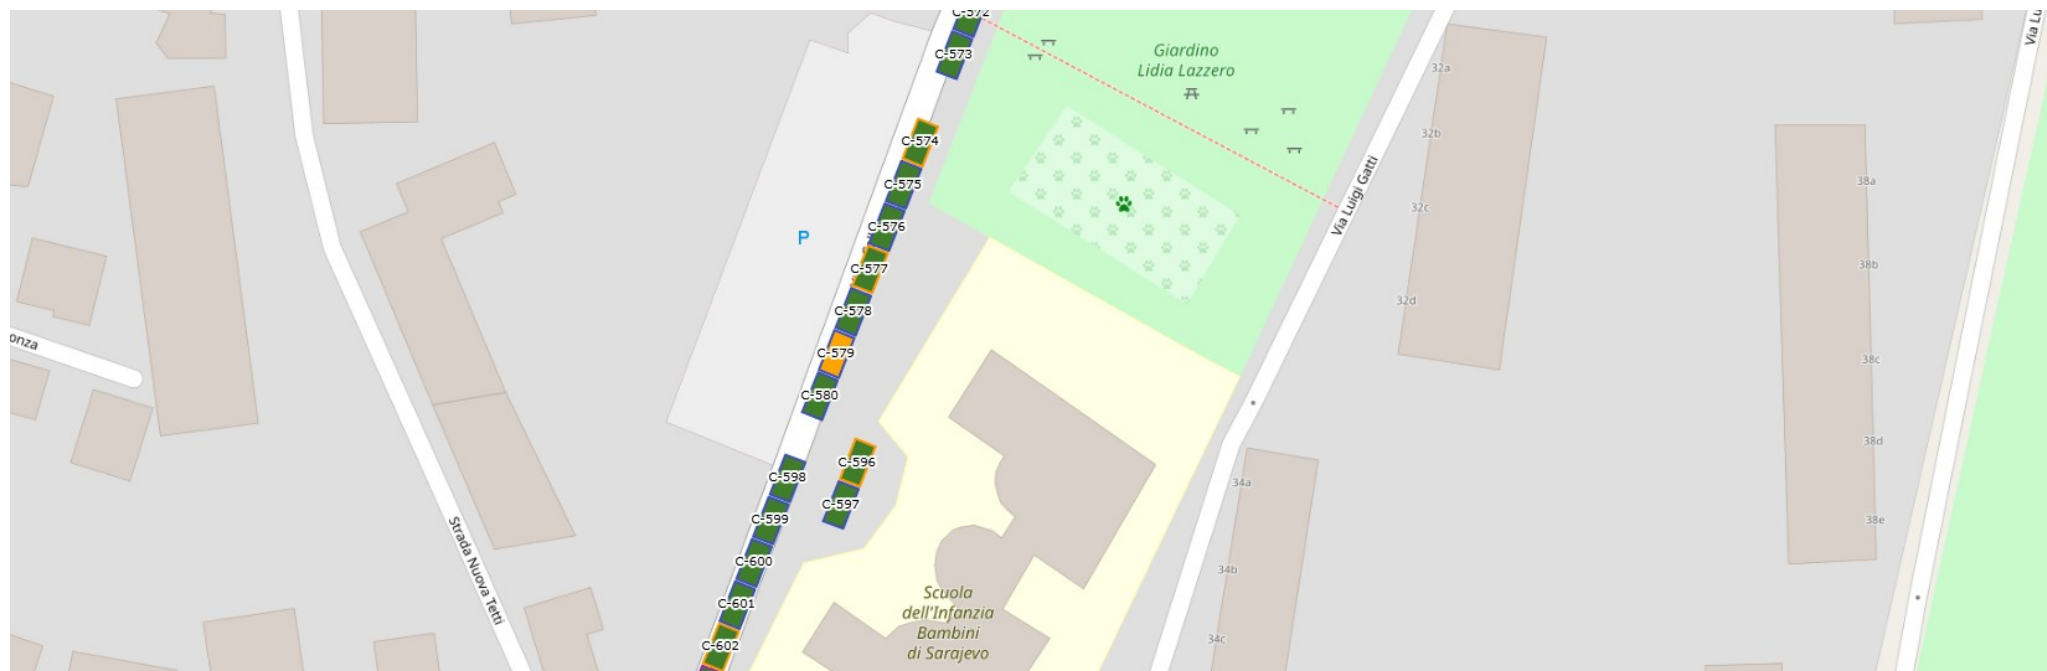 C-572
C-573
Giardino
Lidia Lazzero
32a
32b
C-574
C-575
C-576
C-577
C-578
C-579
C-580
P
Via Luigi Gatti
32c
32d
38a
38b
38c
38d
38e
Via Lu
onza
C-596
C-597
C-598
C-599
C-600
C-601
C-602
Strada Nuova Tetti
34a
34b
34c
Scuola
dell'Infanzia
Bambini
di Sarajevo